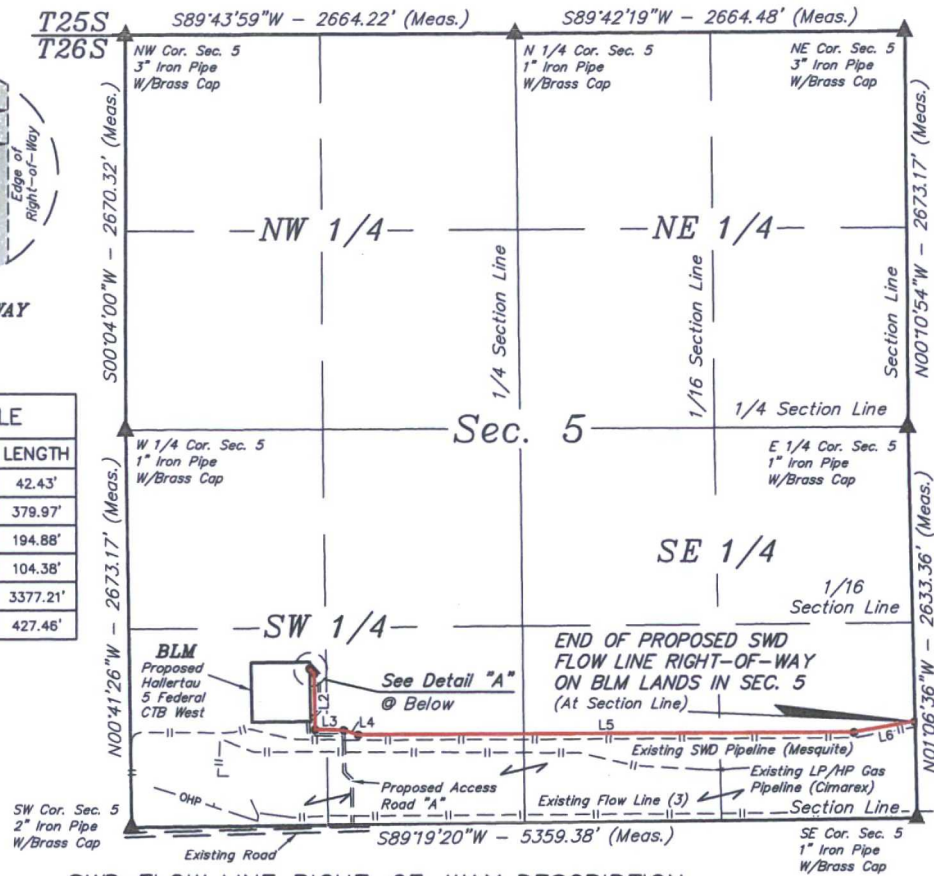 T25S
T26S
S89°43'59"W - 2664.22' (Meas.)
S89°42'19"W - 2664.48' (Meas.)
NW Cor. Sec. 5
3" Iron Pipe
W/Brass Cap
N 1/4 Cor. Sec. 5
1" Iron Pipe
W/Brass Cap
NE Cor. Sec. 5
3" Iron Pipe
W/Brass Cap
Edge of
Right-of-Way
WAY
S00°04'00"W - 2670.32' (Meas.)
NW 1/4
NE 1/4
1/4 Section Line
1/16 Section Line
Section Line
N00°10'54"W - 2673.17' (Meas.)
1/4 Section Line
Sec. 5
W 1/4 Cor. Sec. 5
1" Iron Pipe
W/Brass Cap
E 1/4 Cor. Sec. 5
1" Iron Pipe
W/Brass Cap
LE
LENGTH
42.43'
379.97'
194.88'
104.38'
3377.21'
427.46'
N00°41'26"W - 2673.17' (Meas.)
SE 1/4
1/16
Section Line
SW 1/4
N01°06'36"W - 2633.36' (Meas.)
BLM
Proposed
Hallertau
5 Federal
CTB West
See Detail "A"
@ Below
END OF PROPOSED SWD
FLOW LINE RIGHT-OF-WAY
ON BLM LANDS IN SEC. 5
(At Section Line)
L2
L3
L4
L5
L6
Existing SWD Pipeline (Mesquite)
Existing LP/HP Gas
Pipeline (Cimarex)
Proposed Access
Road "A"
OHP
Existing Flow Line (3)
Section Line
SW Cor. Sec. 5
2" Iron Pipe
W/Brass Cap
Existing Road
S89°19'20"W - 5359.38' (Meas.)
SE Cor. Sec. 5
1" Iron Pipe
W/Brass Cap
SWD FLOW LINE RIGHT-OF-WAY DESCRIPTION